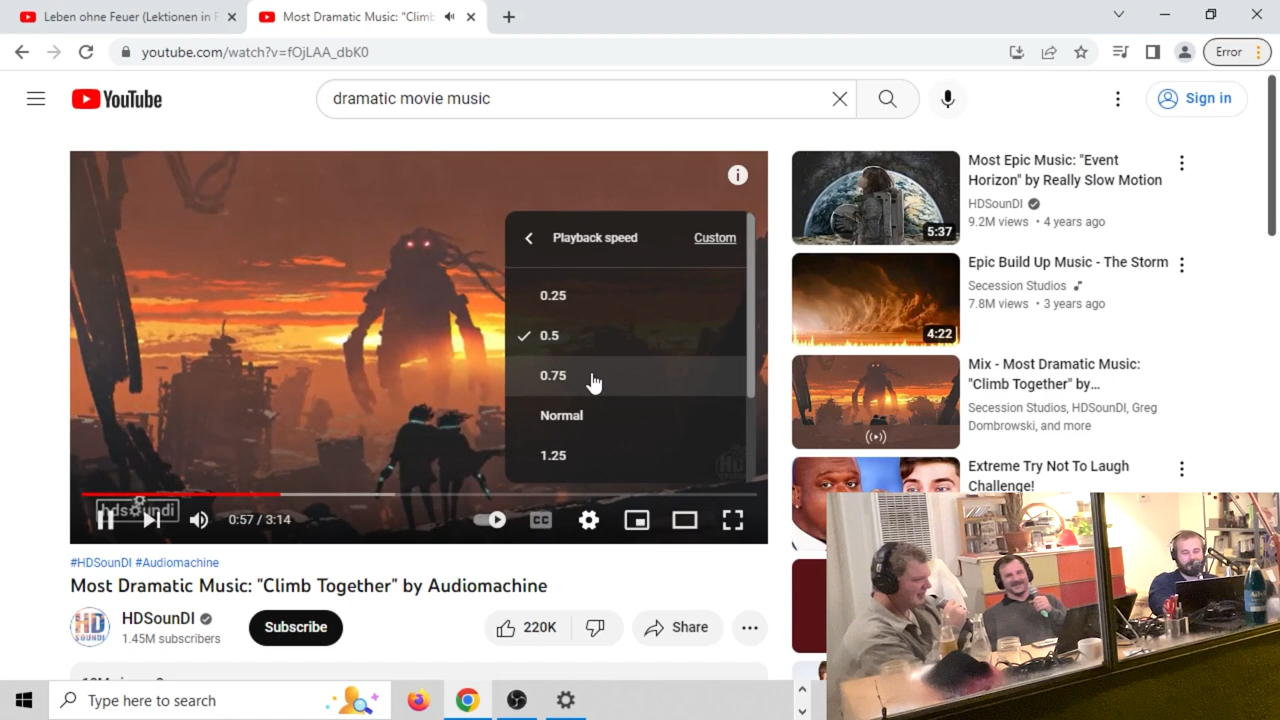 Leben ohne Feuer (Lektionen in F
Most Dramatic Music: "Climb
youtube.com/watch?v=fOjLAA_dbK0
Error
YouTube
dramatic movie music
Sign in
Playback speed
Custom
0.25
0.5
0.75
Normal
1.25
HD
hdsoundi
0:57 / 3:14
CC
#HDSounDI #Audiomachine
Most Dramatic Music: "Climb Together" by Audiomachine
HD
SOUNDI
HDSounDI
1.45M subscribers
Subscribe
220K
Share
Most Epic Music: "Event
Horizon" by Really Slow Motion
HDSounDI
9.2M views • 4 years ago
5:37
Epic Build Up Music - The Storm
Secession Studios
7.8M views • 3 years ago
4:22
Mix - Most Dramatic Music:
"Climb Together" by...
Secession Studios, HDSounDI, Greg
Dombrowski, and more
Extreme Try Not To Laugh
Challenge!
Type here to search